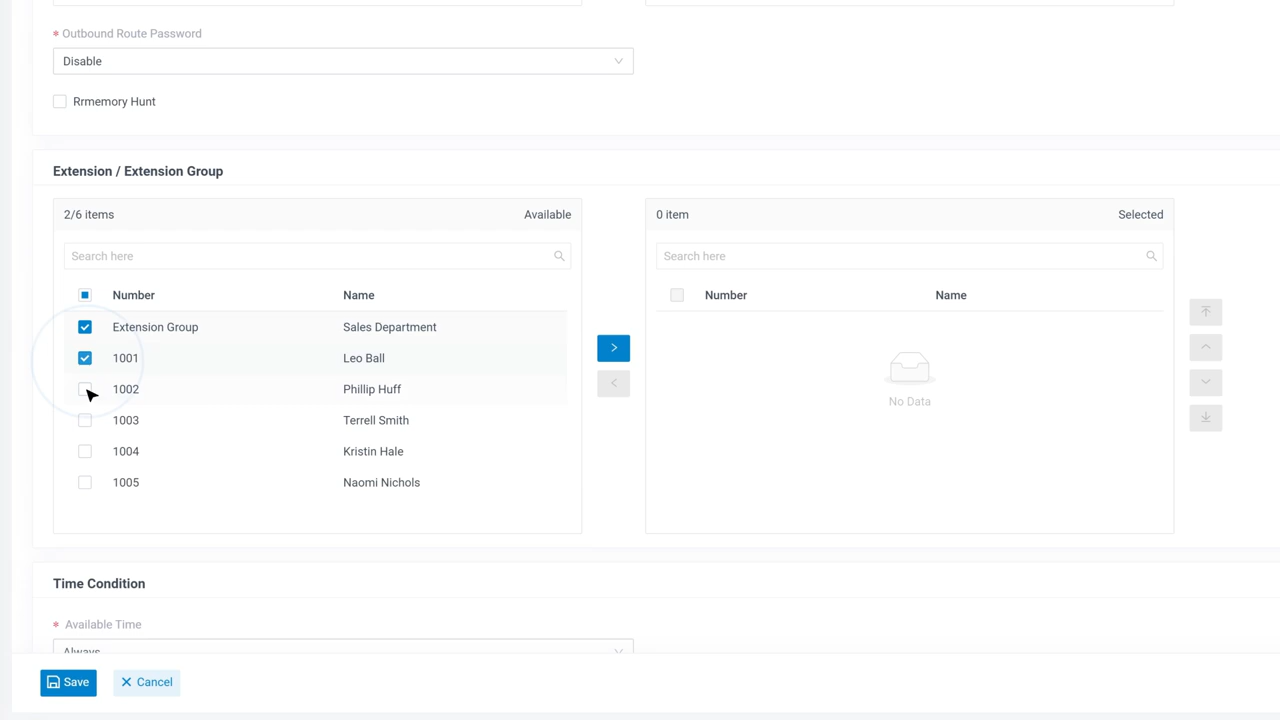 * Outbound Route Password
Disable
Rrmemory Hunt
Extension / Extension Group
2/6 items Available
Search here
Number Name
Extension Group Sales Department
1001 Leo Ball
1002 Phillip Huff
1003 Terrell Smith
1004 Kristin Hale
1005 Naomi Nichols
0 item Selected
Search here
Number Name
No Data
Time Condition
* Available Time
Always
Save Cancel